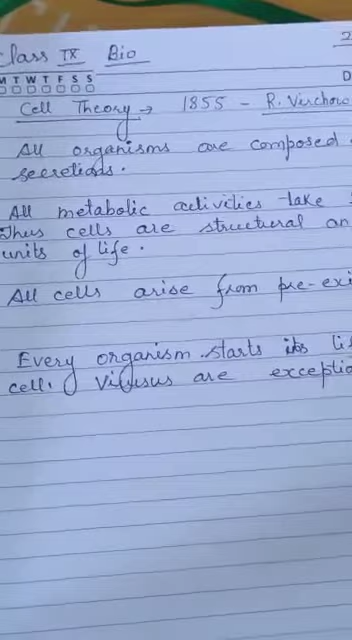 Class IX Bio
M T W T F S S
D
Cell Theory → 1855 - R. Virchow
All organisms are composed
secretions.
All metabolic activities take
Thus cells are structural an
units of life.
All cells arise from pre-exi
Every organism starts its li
cell. Viruses are exceptio